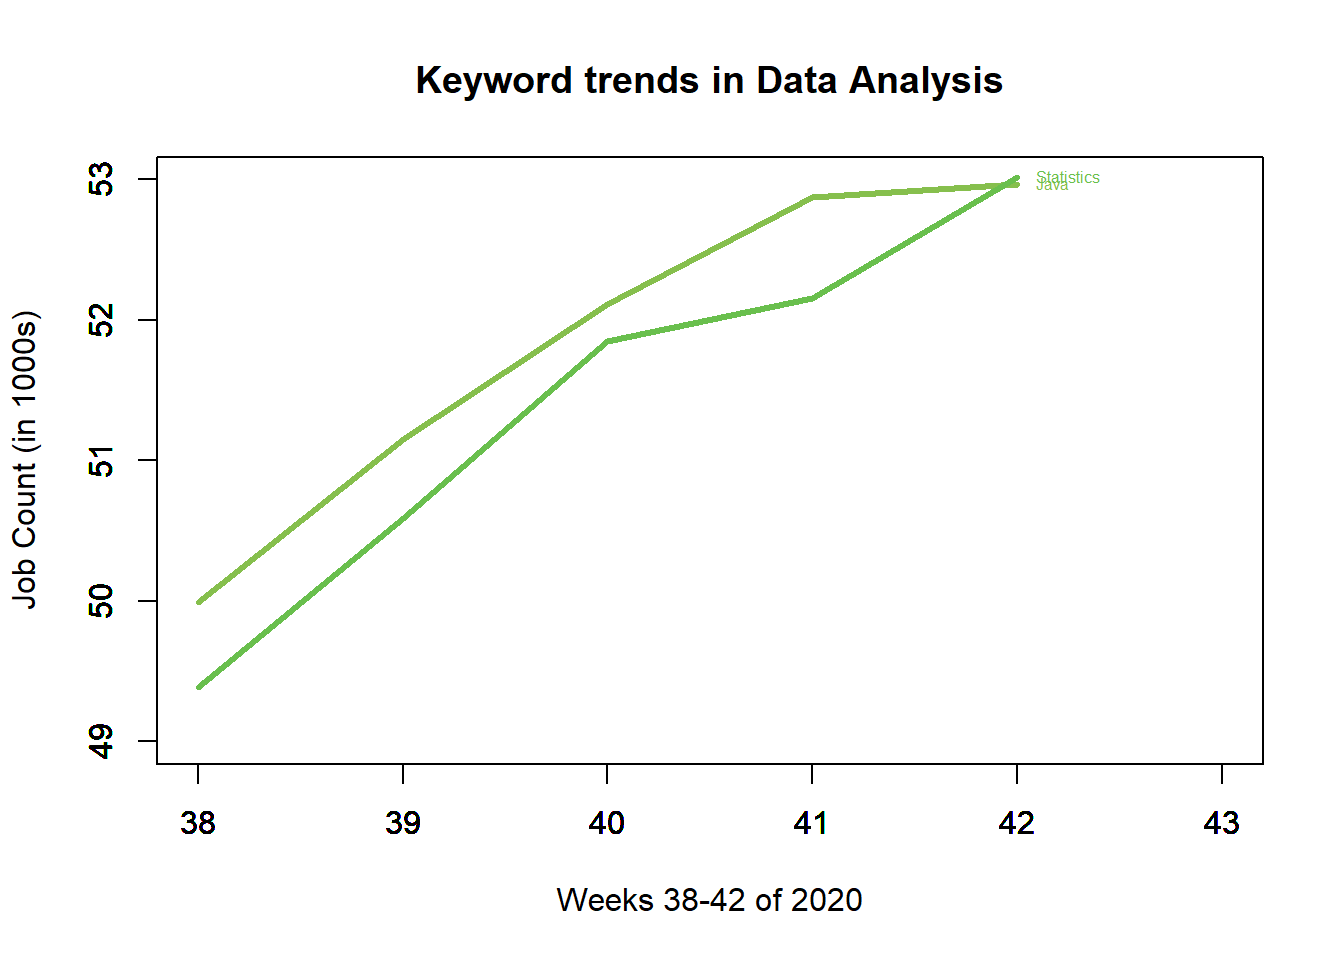 Keyword trends in Data Analysis
53
52
51
50
49
Job Count (in 1000s)
Statistics
Java
38 39 40 41 42 43
Weeks 38-42 of 2020